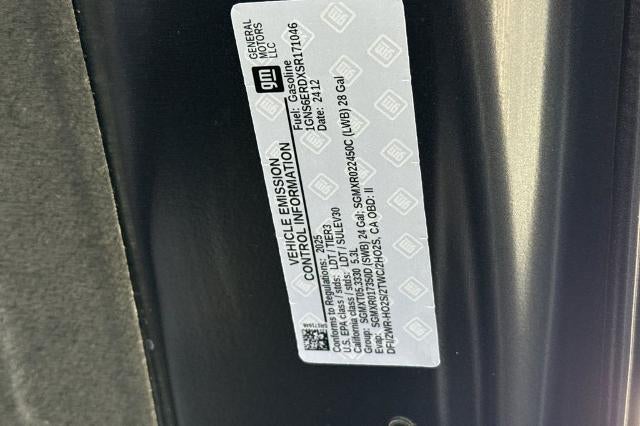 gm
GENERAL
MOTORS
LLC
Fuel: Gasoline
1GNS6ERDXSR171046
Date: 2412
VEHICLE EMISSION
CONTROL INFORMATION
Conforms to Regulations: 2025
U.S. EPA class / stds: LDT / TIER3
California class / stds: LDT / SULEV30
Group: SGMXT05.3330 5.3L
Evap: SGMXR017350D (SWB) 24 Gal; SGMXR022450C (LWB) 28 Gal
DFI/2WR-HO2S/2TWC/2HO2S, CA OBD: II